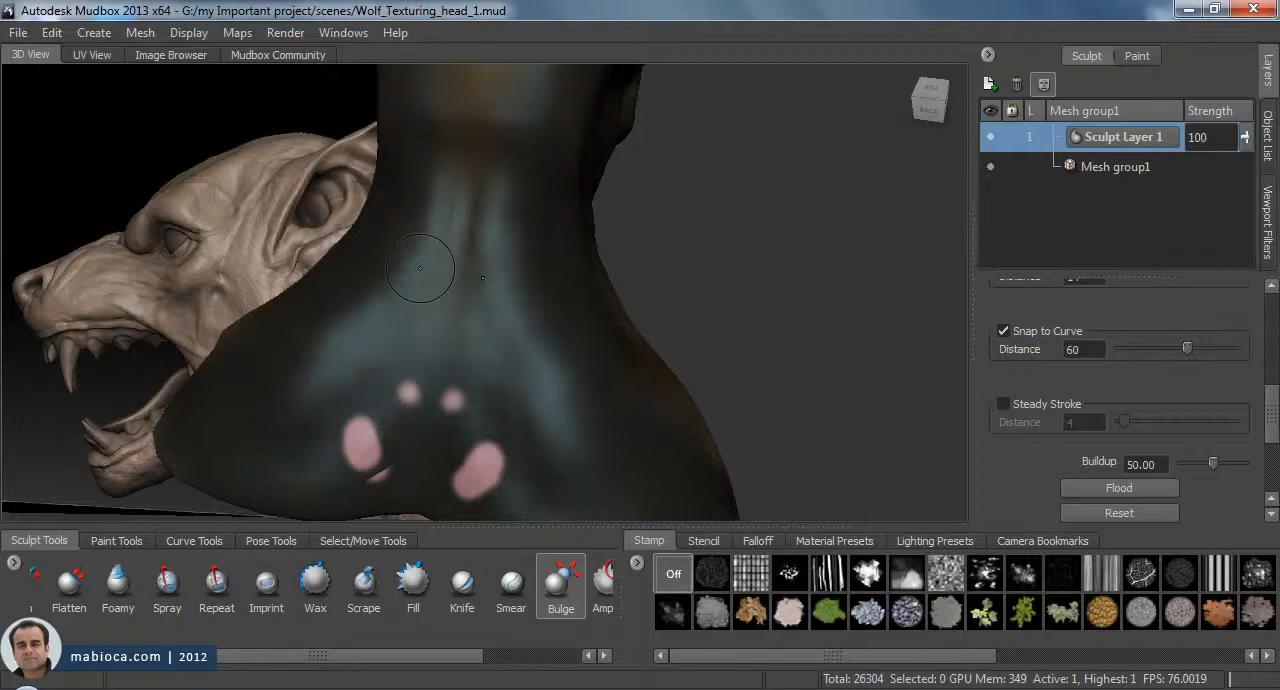 Autodesk Mudbox 2013 x64 - G:/my Important project/scenes/Wolf_Texturing_head_1.mud
File Edit Create Mesh Display Maps Render Windows Help
3D View UV View Image Browser Mudbox Community
Sculpt Paint
L Mesh group1 Strength
1 Sculpt Layer 1 100
Mesh group1
Layers
Object List
Viewport Filters
BACK
Distance
Snap to Curve
Distance 60
Steady Stroke
Distance 4
Buildup 50.00
Flood
Reset
Sculpt Tools Paint Tools Curve Tools Pose Tools Select/Move Tools
Stamp Stencil Falloff Material Presets Lighting Presets Camera Bookmarks
Off
Flatten Foamy Spray Repeat Imprint Wax Scrape Fill Knife Smear Bulge Amp
mabioca.com | 2012
Total: 26304 Selected: 0 GPU Mem: 349 Active: 1, Highest: 1 FPS: 76.0019